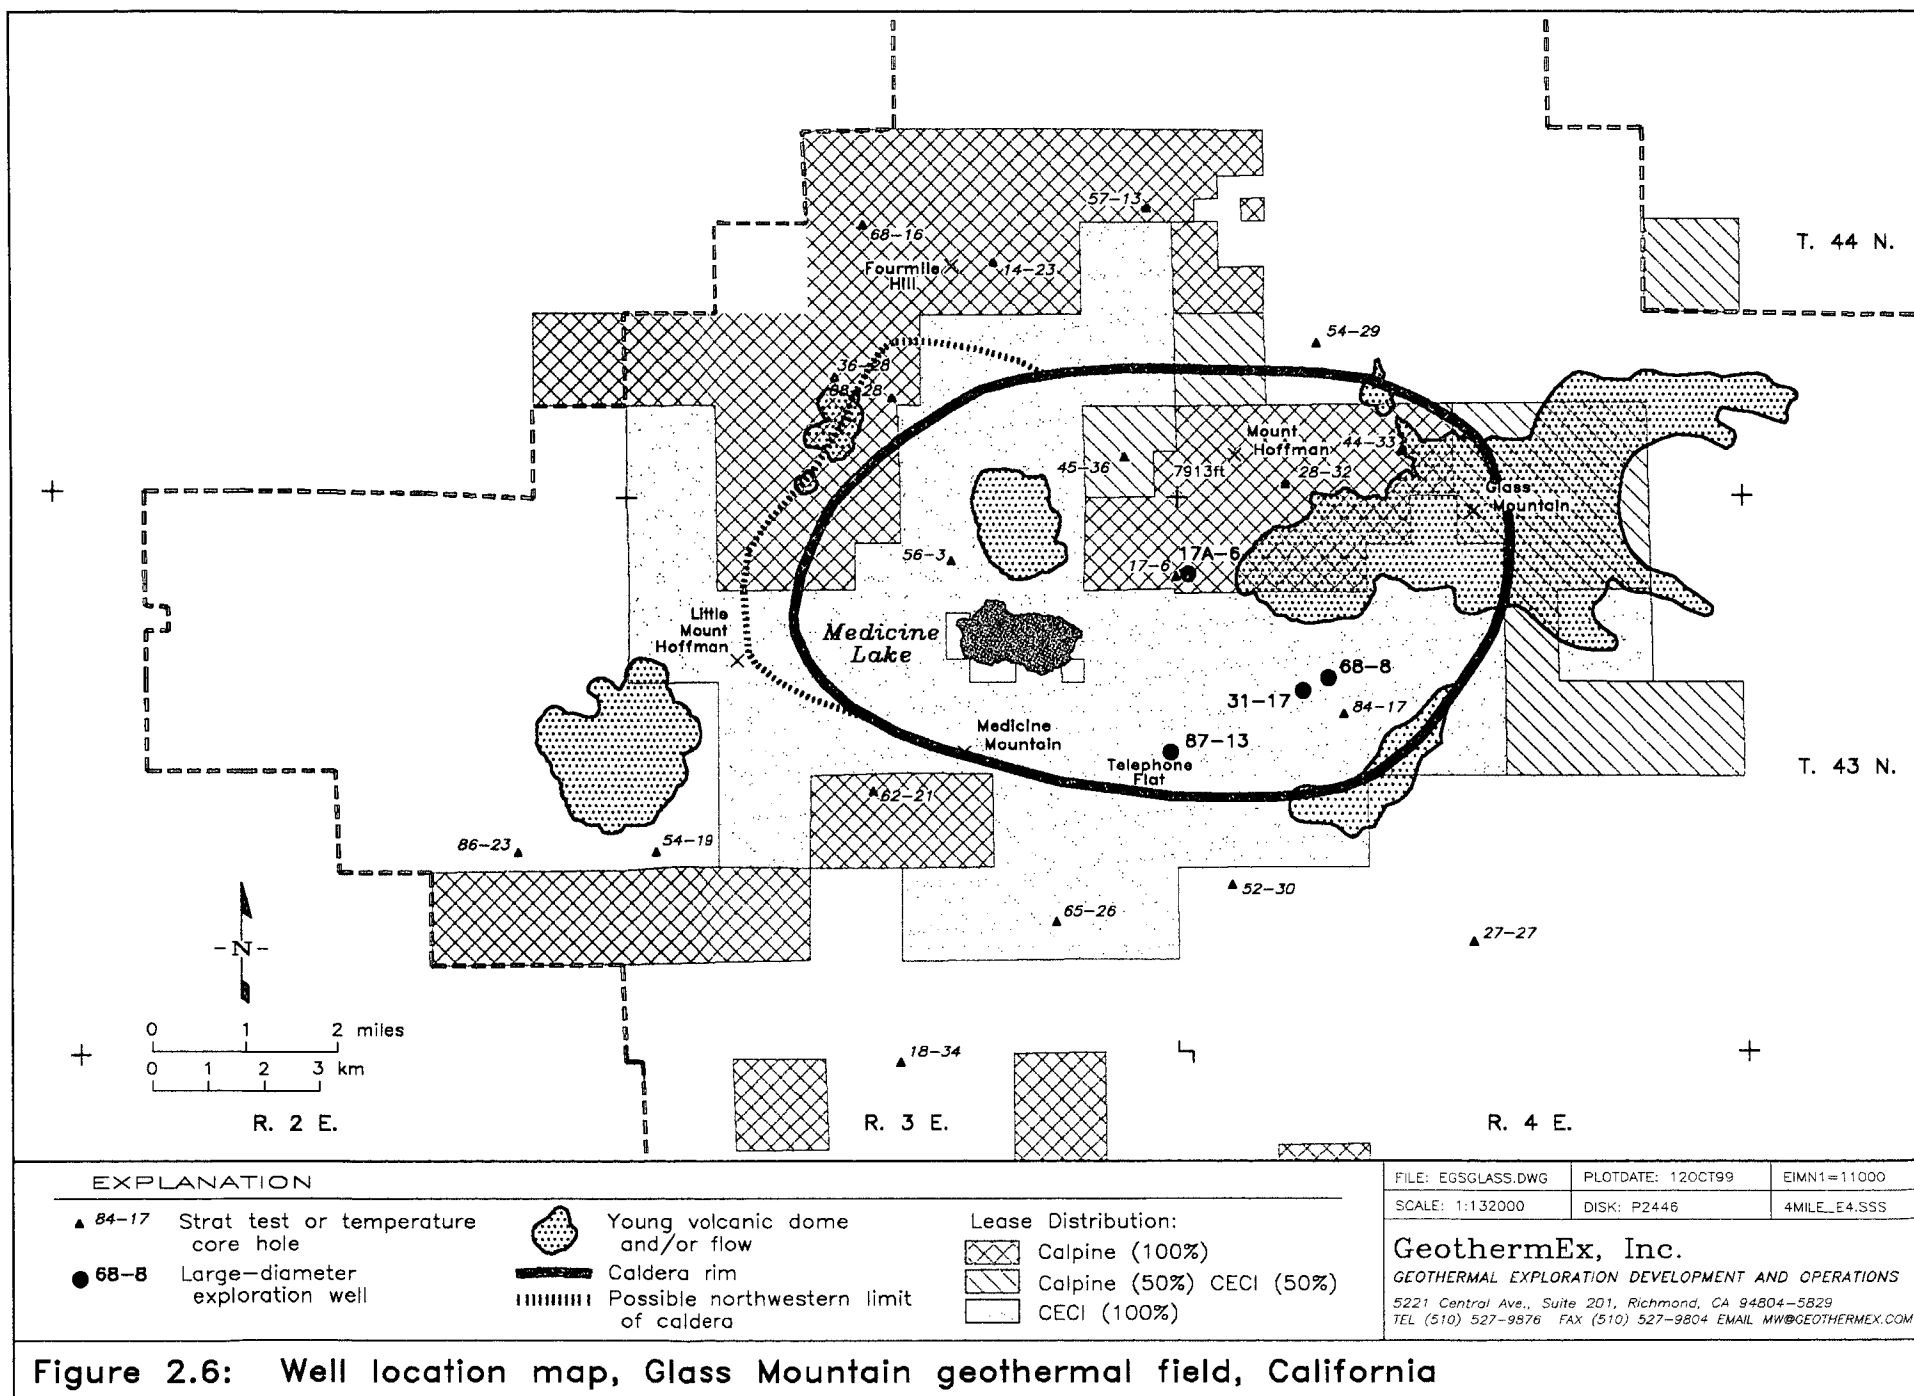 57-13
T. 44 N.
68-16
Fourmile
Hill
14-23
54-29
36-28
88-28
Mount
Hoffman
44-33
45-36
7913ft
28-32
Glass
Mountain
56-3
17A-6
17-6
Little
Mount
Hoffman
Medicine
Lake
68-8
31-17
84-17
Medicine
Mountain
87-13
Telephone
Flat
T. 43 N.
62-21
86-23
54-19
52-30
65-26
27-27
-N-
0 1 2 miles
0 1 2 3 km
18-34
R. 2 E.
R. 3 E.
R. 4 E.
EXPLANATION
84-17 Strat test or temperature
core hole
68-8 Large-diameter
exploration well
Young volcanic dome
and/or flow
Caldera rim
Possible northwestern limit
of caldera
Lease Distribution:
Calpine (100%)
Calpine (50%) CECI (50%)
CECI (100%)
FILE: EGSGLASS.DWG PLOTDATE: 12OCT99 EIMN1=11000
SCALE: 1:132000 DISK: P2446 4MILE_E4.SSS
GeothermEx, Inc.
GEOTHERMAL EXPLORATION DEVELOPMENT AND OPERATIONS
5221 Central Ave., Suite 201, Richmond, CA 94804-5829
TEL (510) 527-9876 FAX (510) 527-9804 EMAIL MW@GEOTHERMEX.COM
Figure 2.6: Well location map, Glass Mountain geothermal field, California